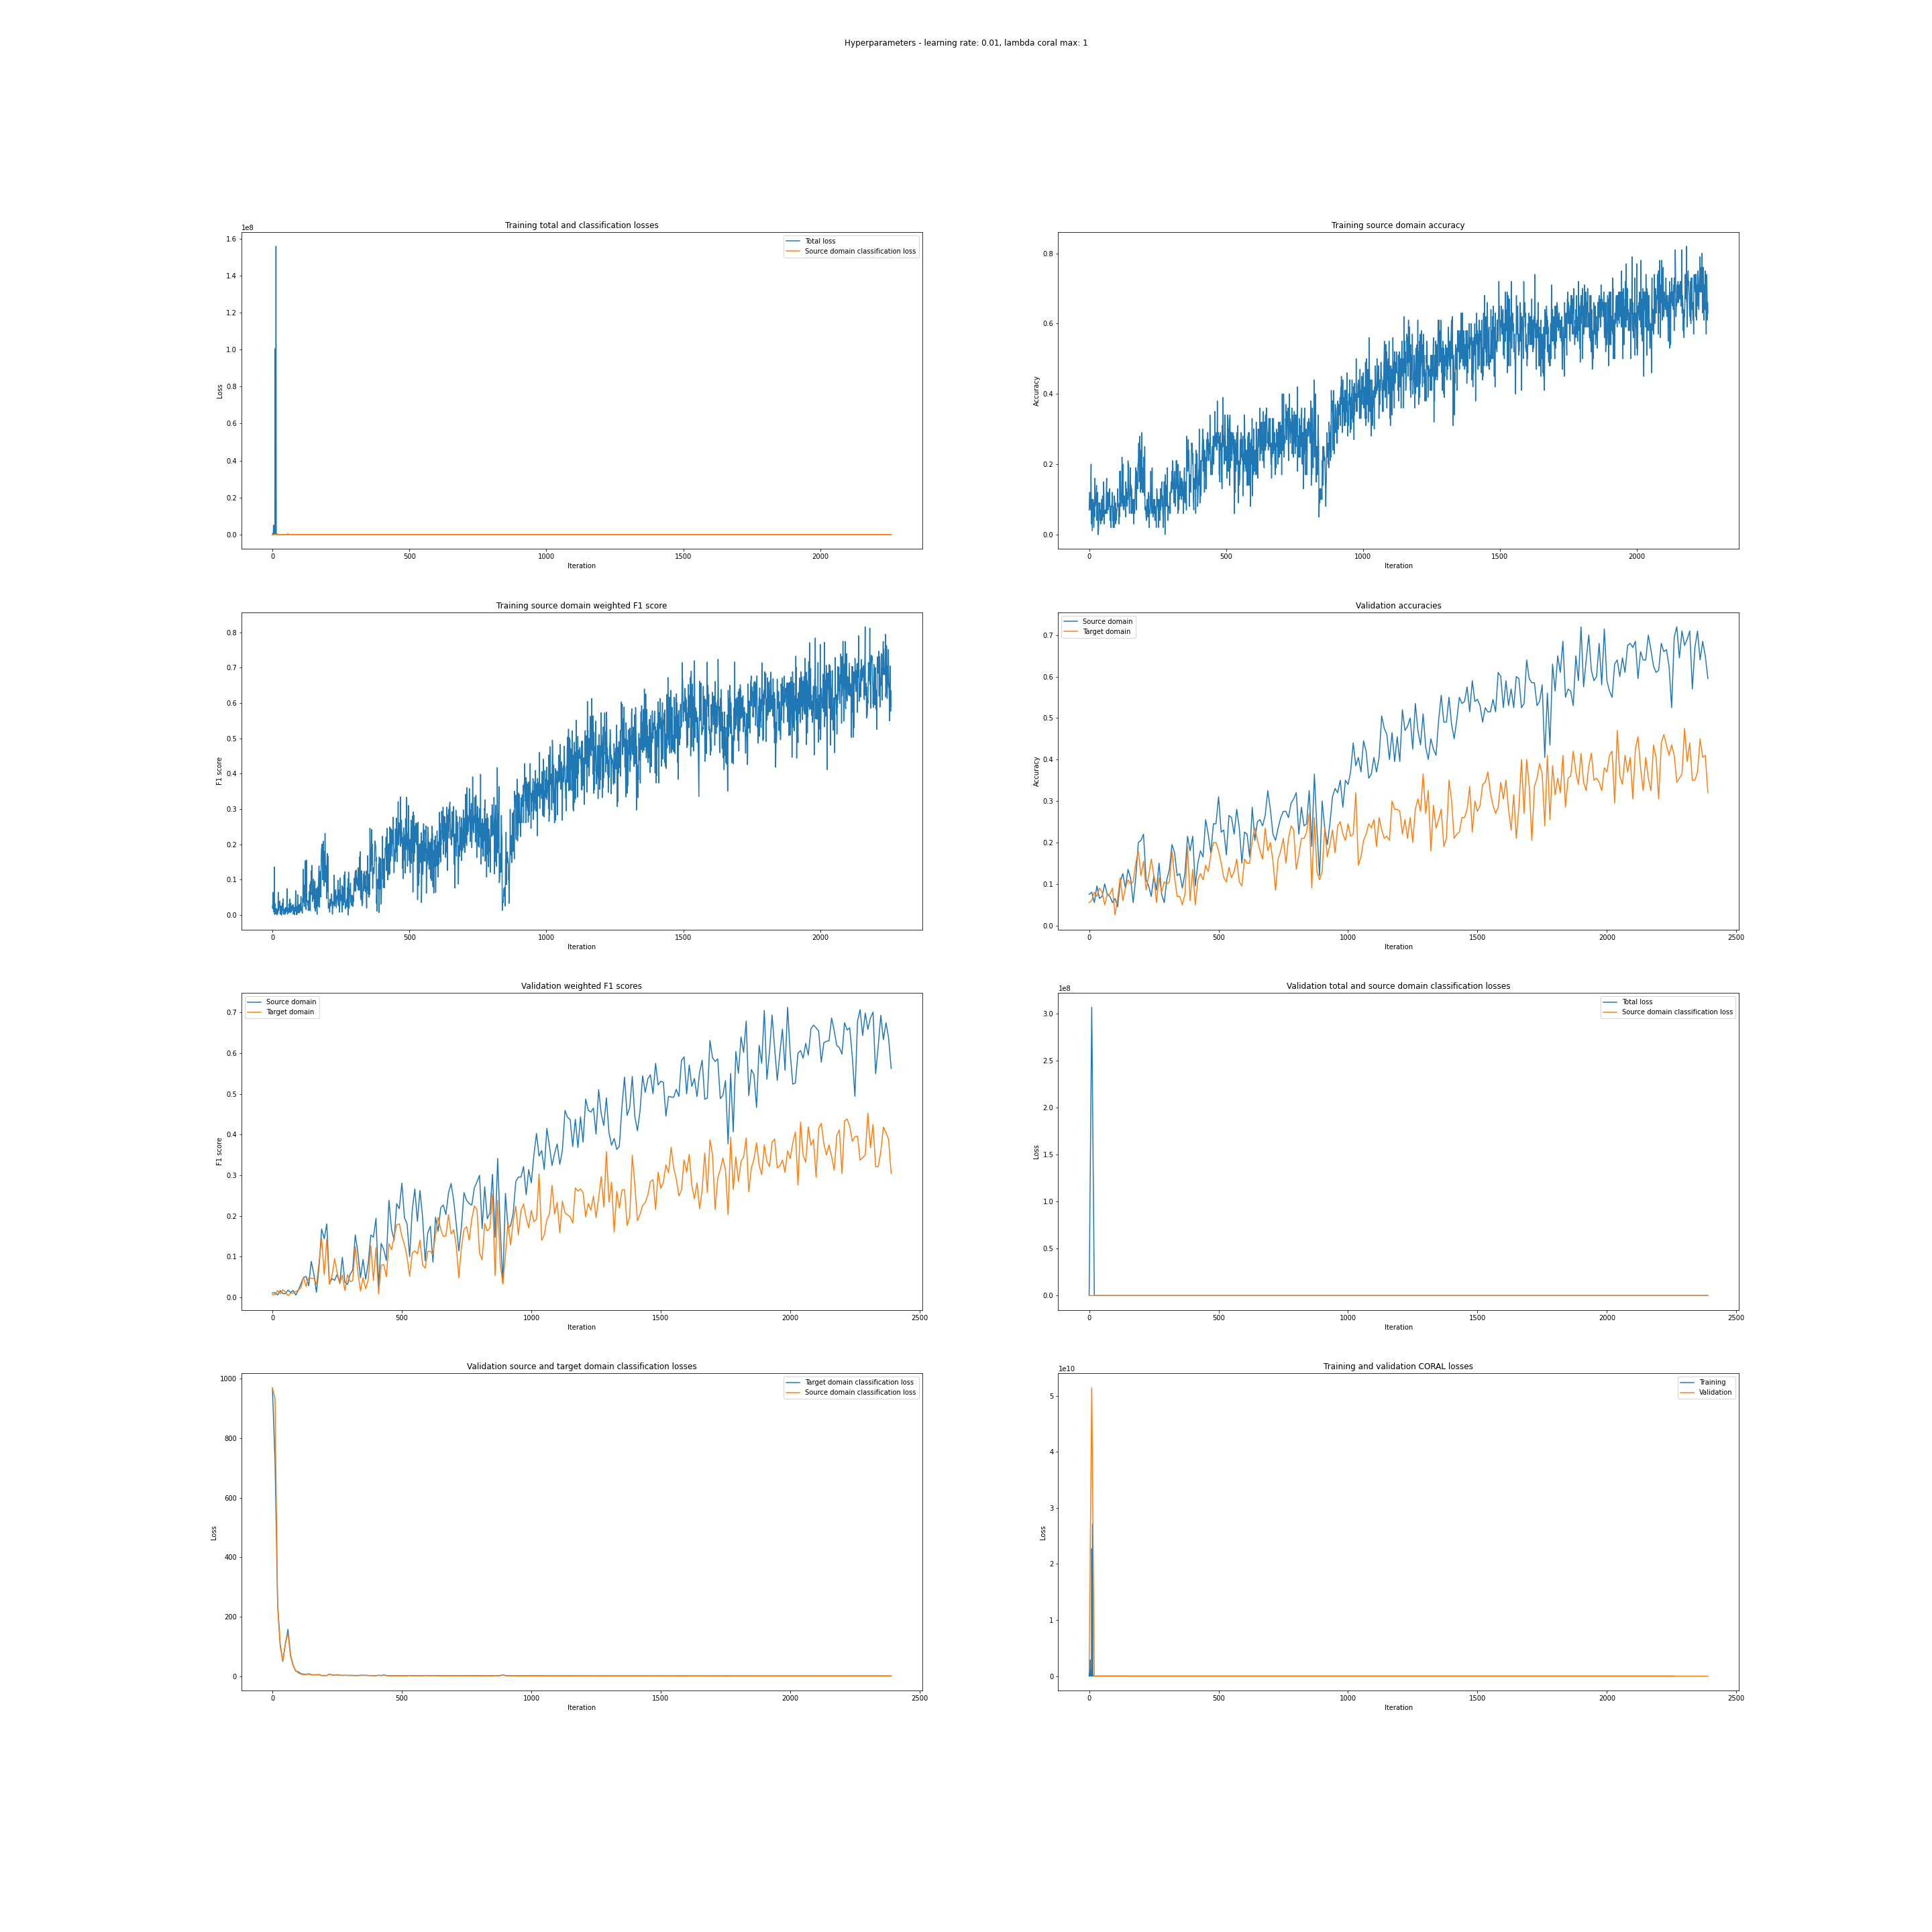 Hyperparameters - learning rate: 0.01, lambda coral max: 1
Training total and classification losses
1e8
Total loss
Source domain classification loss
1.6
1.4
1.2
1.0
0.8
0.6
0.4
0.2
0.0
Loss
0
500
1000
1500
2000
Iteration
Training source domain accuracy
0.8
0.6
0.4
0.2
0.0
Accuracy
0
500
1000
1500
2000
Iteration
Training source domain weighted F1 score
0.8
0.7
0.6
0.5
0.4
0.3
0.2
0.1
0.0
F1 score
0
500
1000
1500
2000
Iteration
Validation accuracies
Source domain
Target domain
0.7
0.6
0.5
0.4
0.3
0.2
0.1
0.0
Accuracy
0
500
1000
1500
2000
2500
Iteration
Validation weighted F1 scores
Source domain
Target domain
0.7
0.6
0.5
0.4
0.3
0.2
0.1
0.0
F1 score
0
500
1000
1500
2000
2500
Iteration
Validation total and source domain classification losses
1e8
Total loss
Source domain classification loss
3.0
2.5
2.0
1.5
1.0
0.5
0.0
Loss
0
500
1000
1500
2000
2500
Iteration
Validation source and target domain classification losses
Target domain classification loss
Source domain classification loss
1000
800
600
400
200
0
Loss
0
500
1000
1500
2000
2500
Iteration
Training and validation CORAL losses
1e10
Training
Validation
5
4
3
2
1
0
Loss
0
500
1000
1500
2000
2500
Iteration